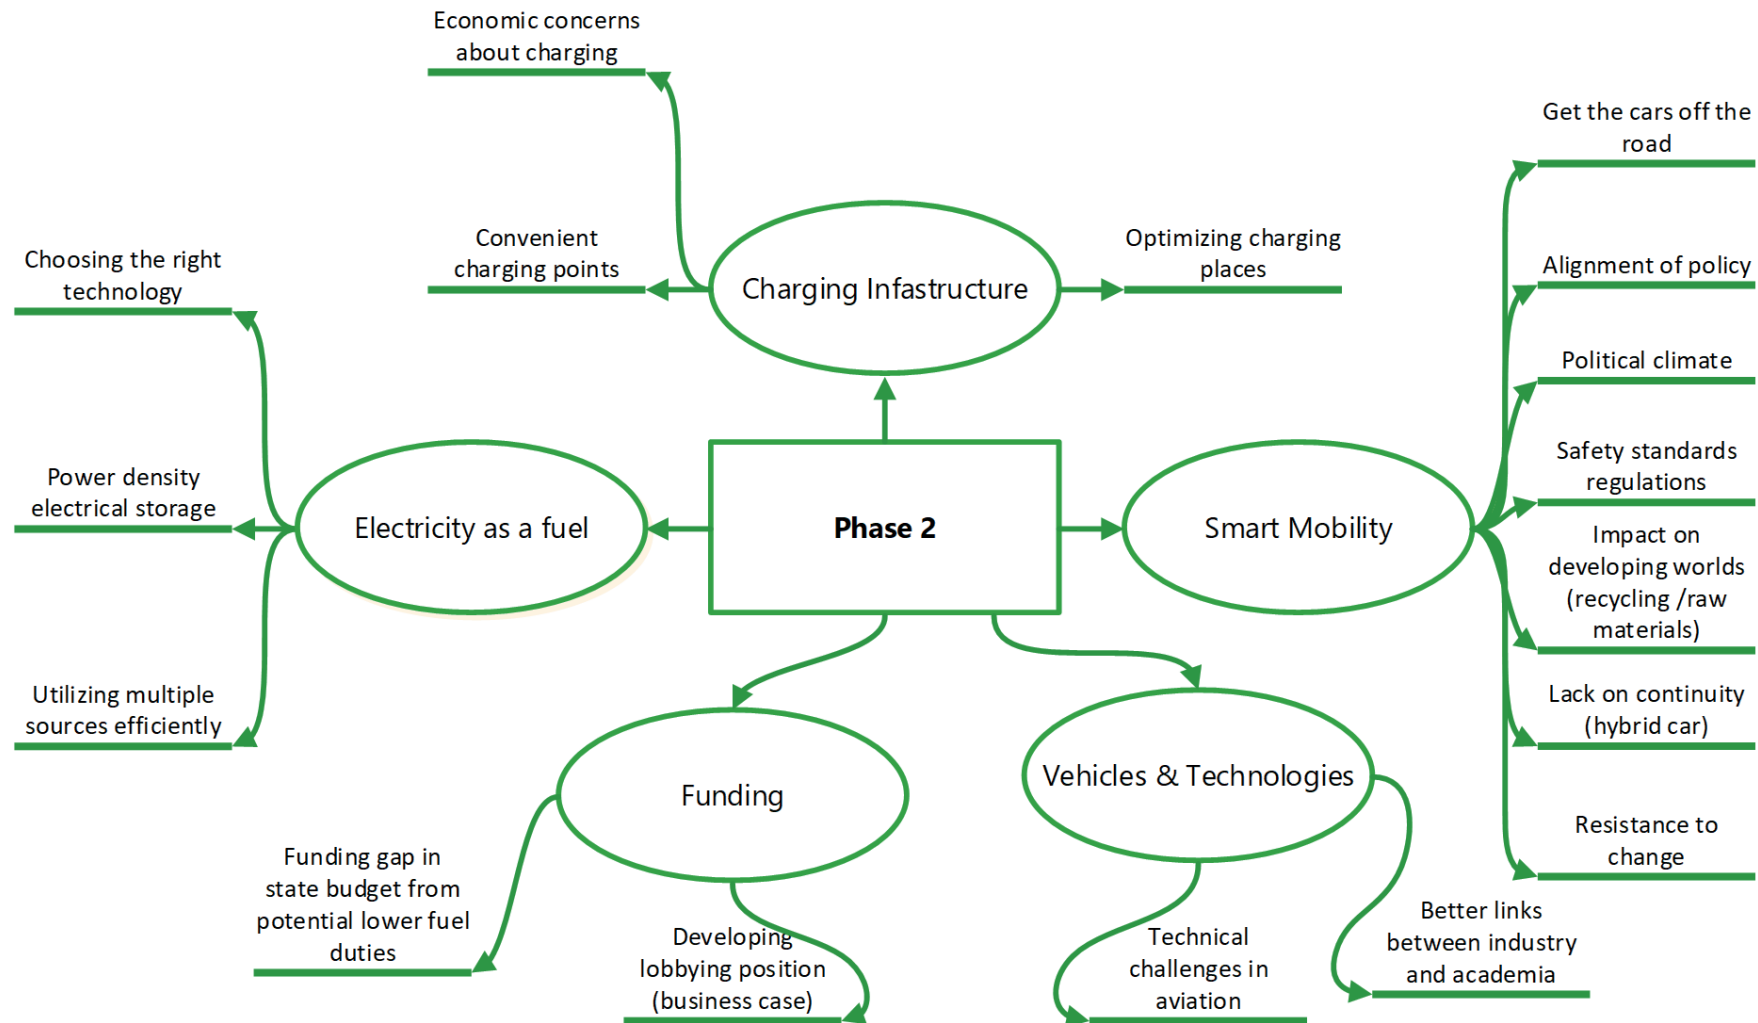 Economic concerns
about charging
Convenient
charging points
Charging Infastructure
Optimizing charging
places
Choosing the right
technology
Power density
electrical storage
Utilizing multiple
sources efficiently
Electricity as a fuel
Phase 2
Smart Mobility
Get the cars off the
road
Alignment of policy
Political climate
Safety standards
regulations
Impact on
developing worlds
(recycling /raw
materials)
Lack on continuity
(hybrid car)
Resistance to
change
Funding
Funding gap in
state budget from
potential lower fuel
duties
Developing
lobbying position
(business case)
Vehicles & Technologies
Technical
challenges in
aviation
Better links
between industry
and academia